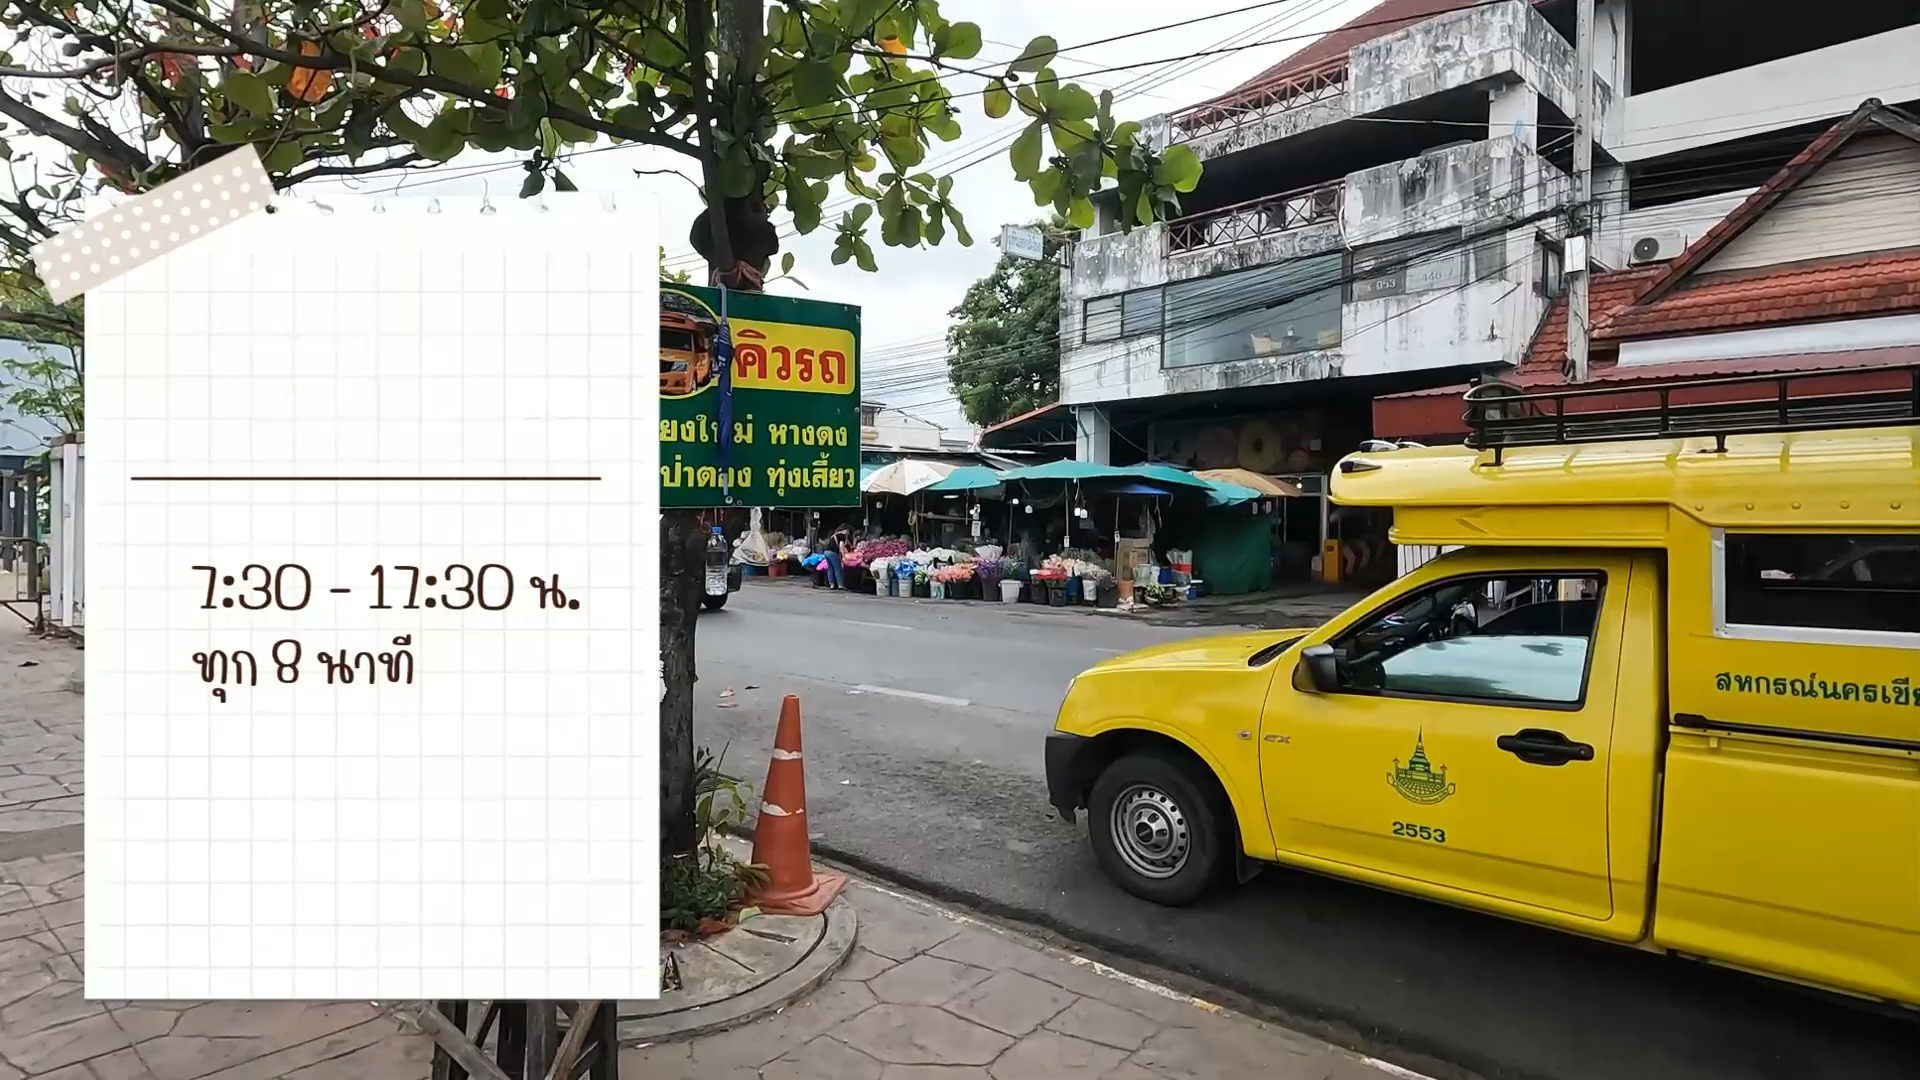 7:30 - 17:30 น.
ทุก 8 นาที
คิวรถ
ยงใหม่ หางดง
ป่าตอง ทุ่งเสี้ยว
สหกรณ์นครเชีย
2553